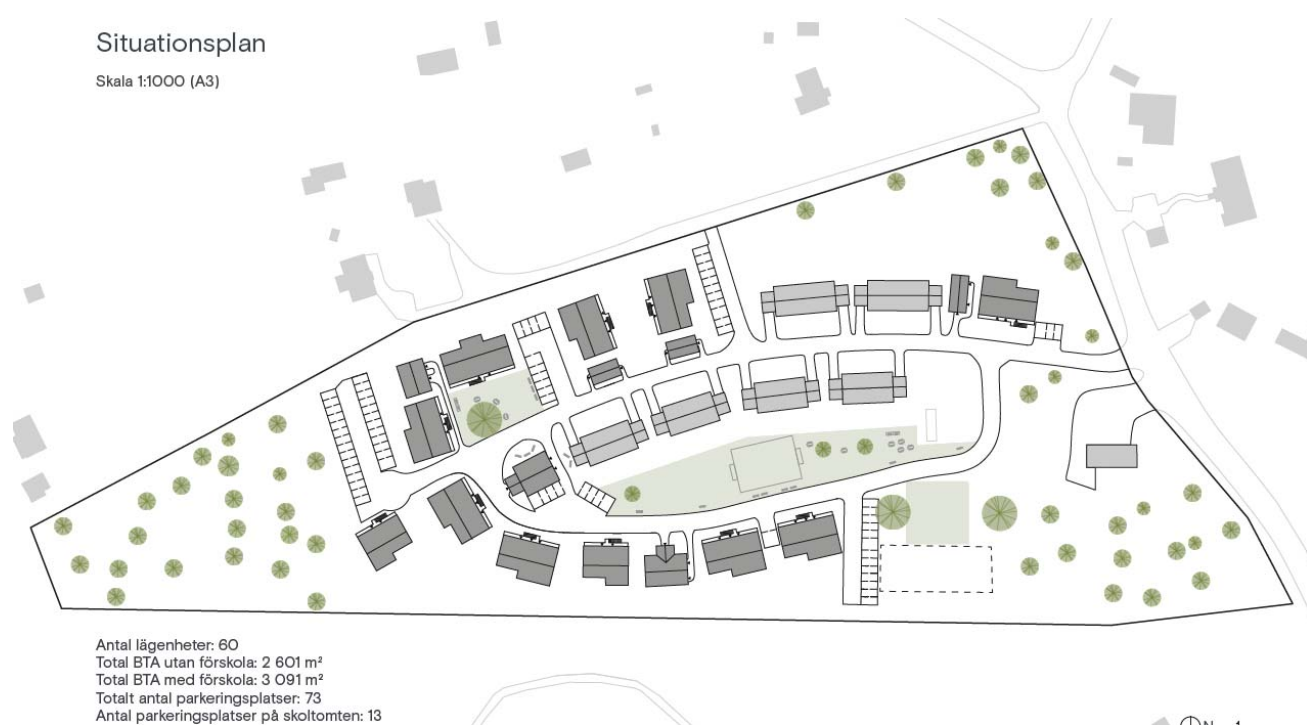 Situationsplan
Skala 1:1000 (A3)
Antal lägenheter: 60
Total BTA utan förskola: 2 601 m²
Total BTA med förskola: 3 091 m²
Totalt antal parkeringsplatser: 73
Antal parkeringsplatser på skoltomten: 13
N